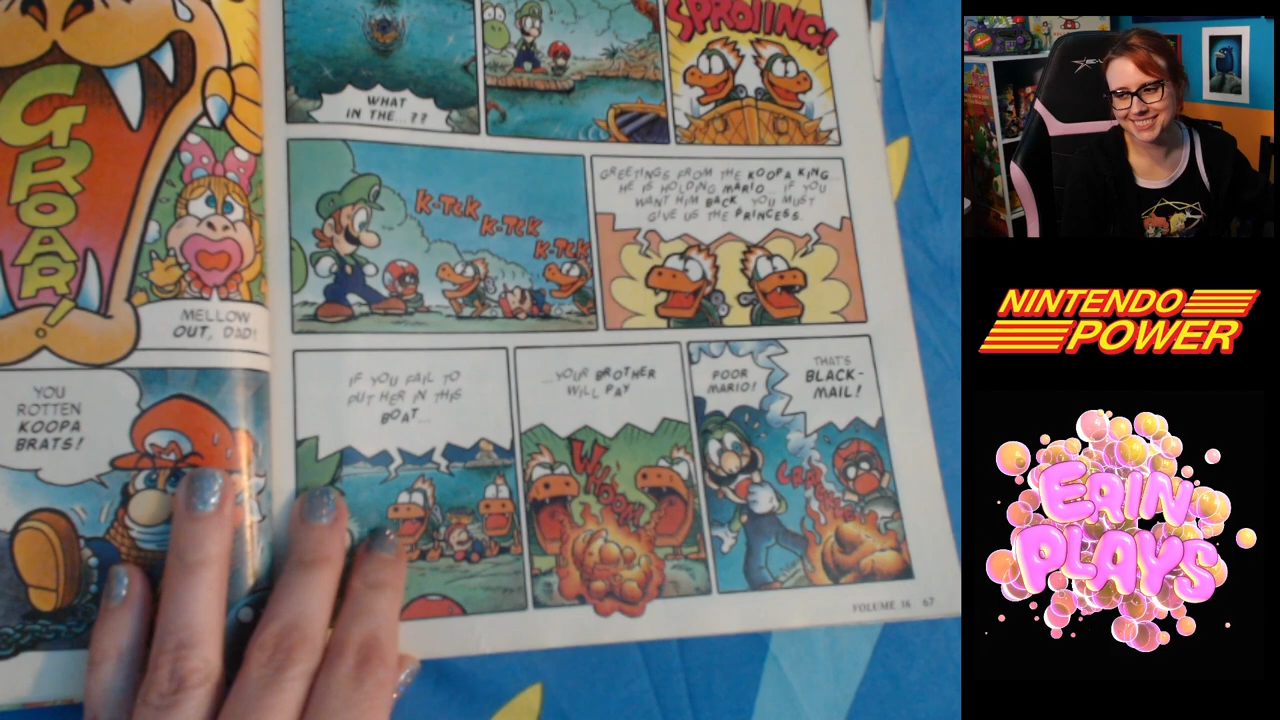 GROAR!
MELLOW
OUT, DAD!
YOU
ROTTEN
KOOPA
BRATS!
WHAT
IN THE...??
SPROIING!
K-TCK
K-TCK
K-TCK
GREETINGS FROM THE KOOPA KING...
HE IS HOLDING MARIO... IF YOU
WANT HIM BACK, YOU MUST
GIVE US THE PRINCESS.
IF YOU FAIL TO
PUT HER IN THIS
BOAT...
...YOUR BROTHER
WILL PAY
WHOOM
POOR
MARIO!
THAT'S
BLACK-
MAIL!
VOLUME 16 67
NINTENDO
POWER
ERIN
PLAYS